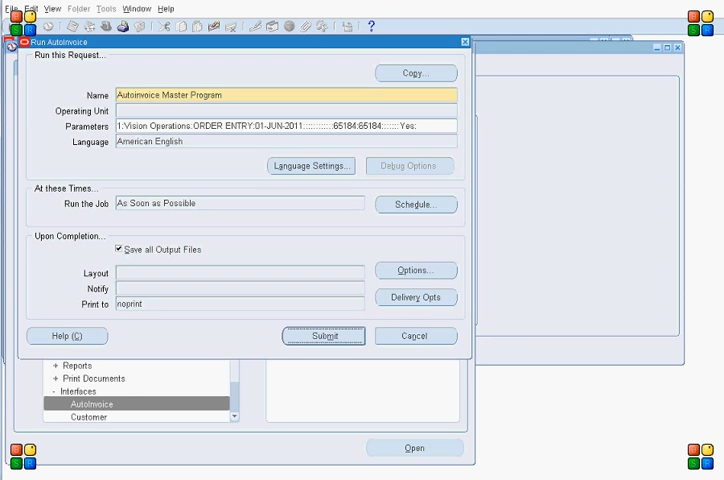 File Edit View Folder Tools Window Help
Run AutoInvoice
Run this Request...
Copy...
Name Autoinvoice Master Program
Operating Unit
Parameters 1:Vision Operations:ORDER ENTRY:01-JUN-2011::::::::::::65184:65184:::::::Yes:
Language American English
Language Settings... Debug Options
At these Times...
Run the Job As Soon as Possible Schedule...
Upon Completion...
Save all Output Files
Layout Options...
Notify
Print to noprint Delivery Opts
Help (C) Submit Cancel
+ Reports
+ Print Documents
- Interfaces
AutoInvoice
Customer
Open